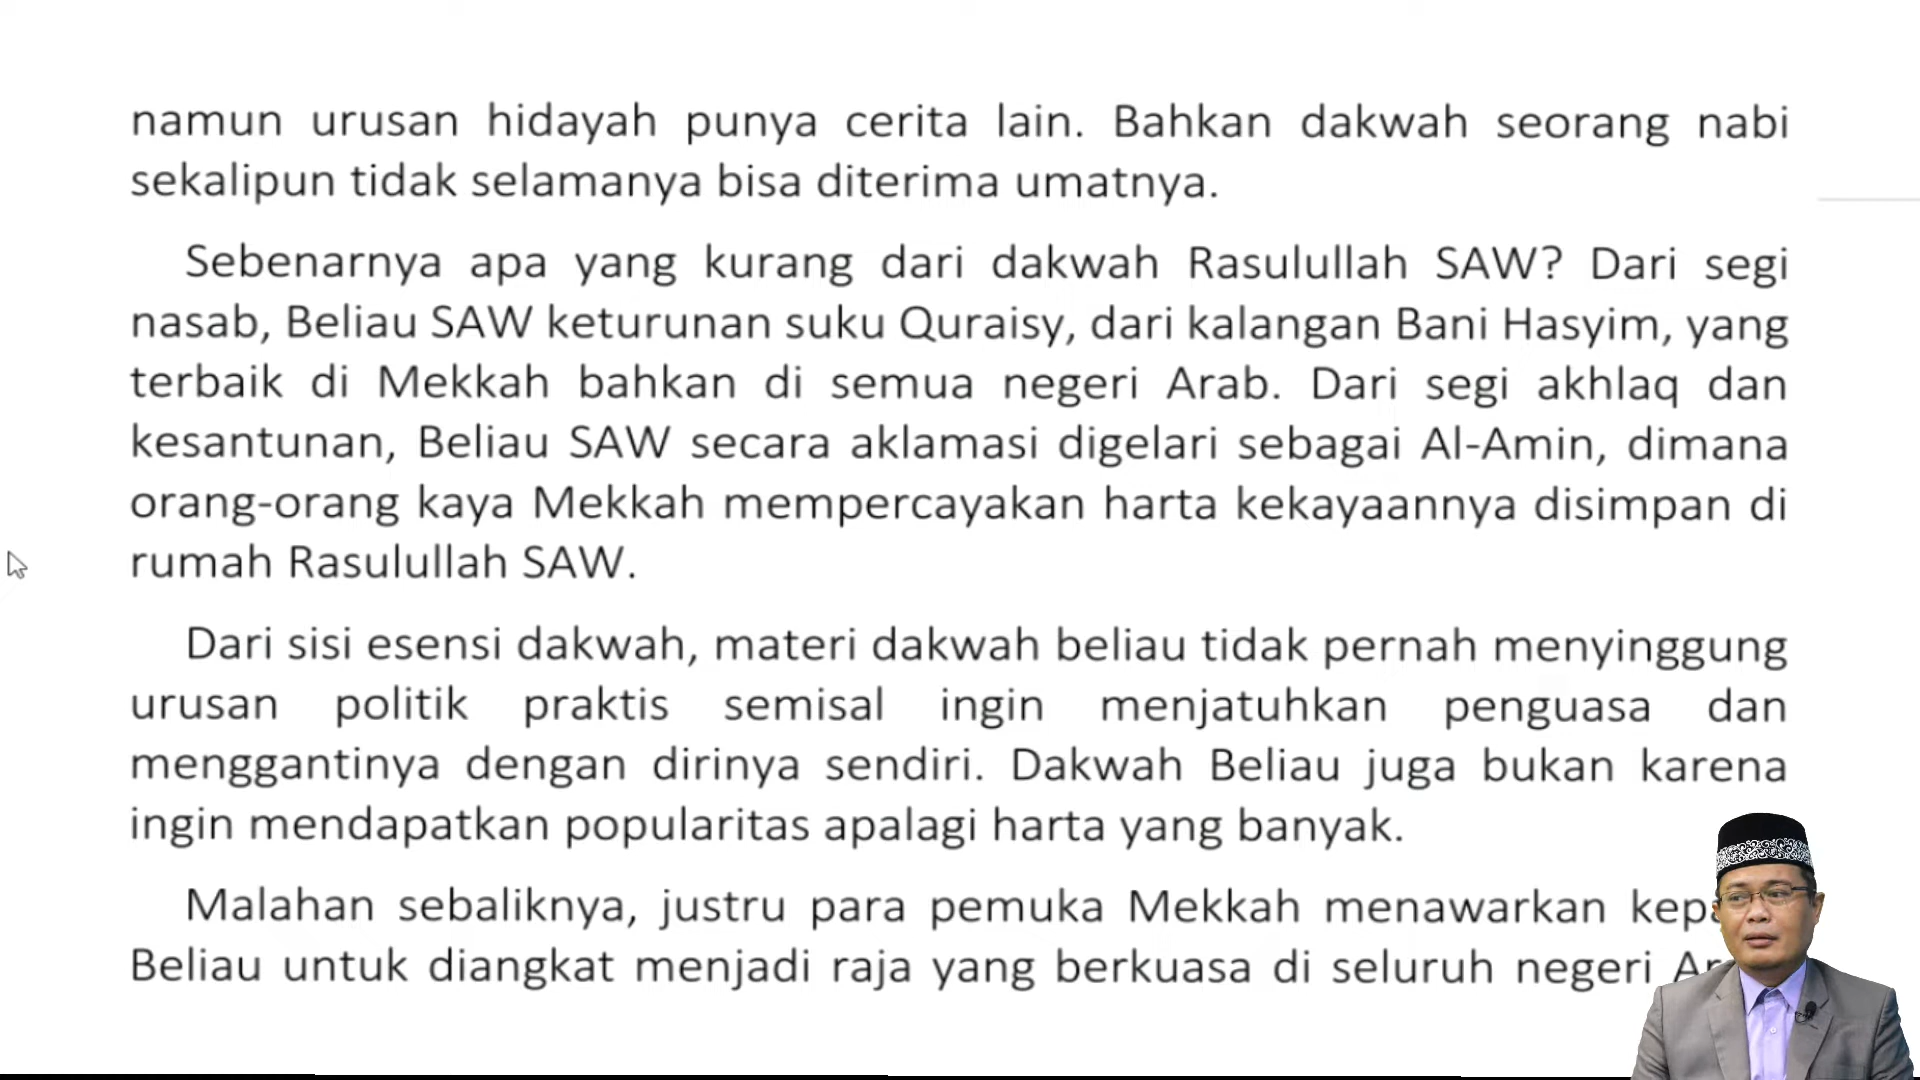 namun urusan hidayah punya cerita lain. Bahkan dakwah seorang nabi
sekalipun tidak selamanya bisa diterima umatnya.
Sebenarnya apa yang kurang dari dakwah Rasulullah SAW? Dari segi
nasab, Beliau SAW keturunan suku Quraisy, dari kalangan Bani Hasyim, yang
terbaik di Mekkah bahkan di semua negeri Arab. Dari segi akhlaq dan
kesantunan, Beliau SAW secara aklamasi digelari sebagai Al-Amin, dimana
orang-orang kaya Mekkah mempercayakan harta kekayaannya disimpan di
rumah Rasulullah SAW.
Dari sisi esensi dakwah, materi dakwah beliau tidak pernah menyinggung
urusan politik praktis semisal ingin menjatuhkan penguasa dan
menggantinya dengan dirinya sendiri. Dakwah Beliau juga bukan karena
ingin mendapatkan popularitas apalagi harta yang banyak.
Malahan sebaliknya, justru para pemuka Mekkah menawarkan
Beliau untuk diangkat menjadi raja yang berkuasa di seluruh negeri